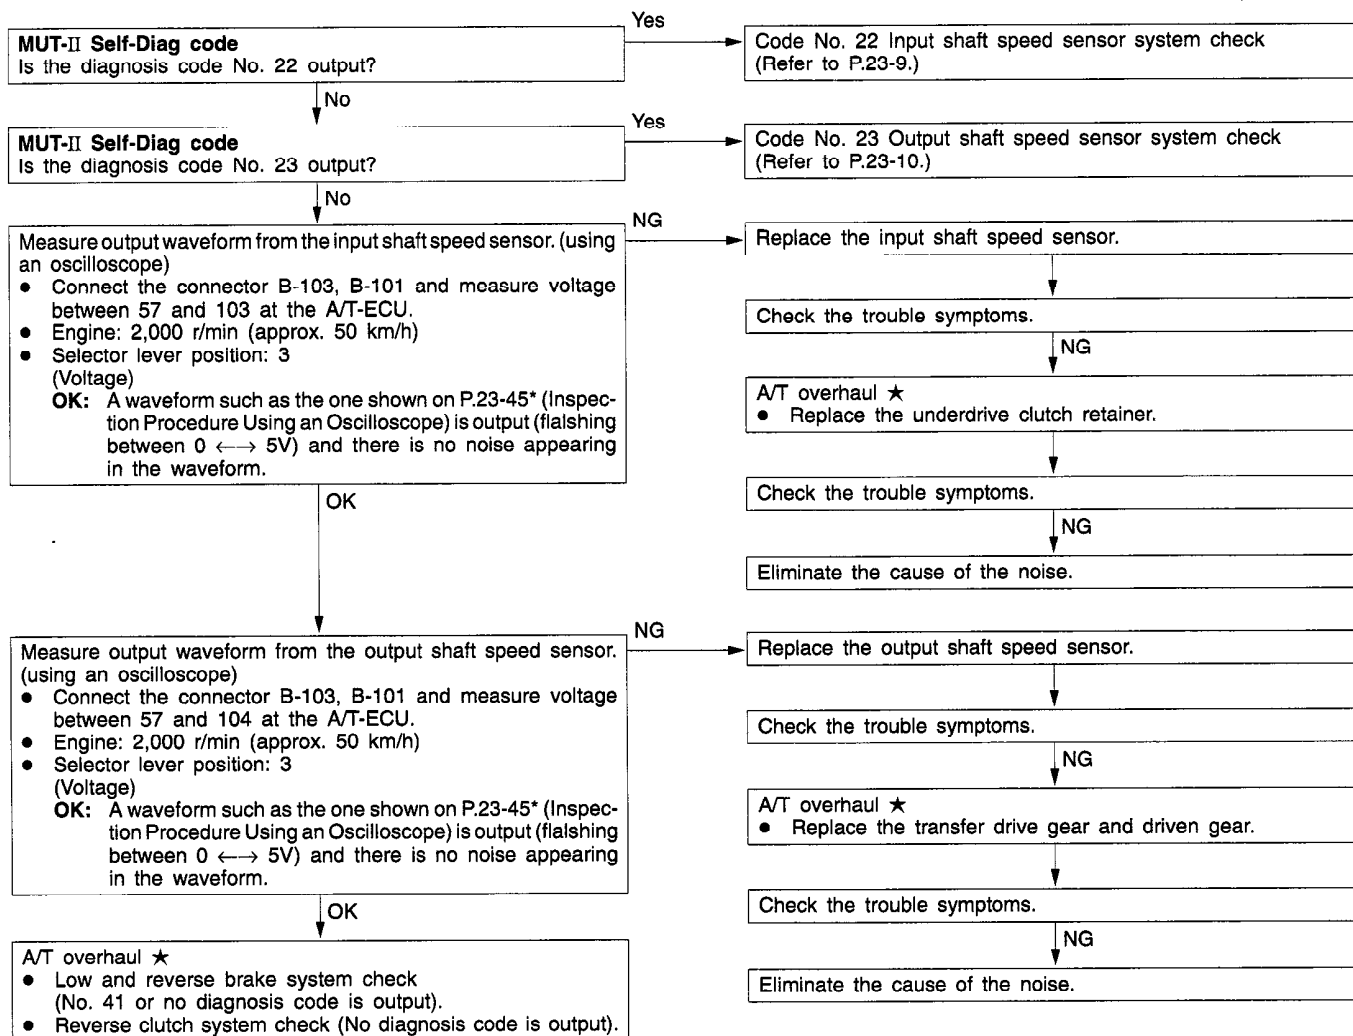 MUT-II Self-Diag code
Is the diagnosis code No. 22 output?
Yes
Code No. 22 Input shaft speed sensor system check
(Refer to P.23-9.)
No
MUT-II Self-Diag code
Is the diagnosis code No. 23 output?
Yes
Code No. 23 Output shaft speed sensor system check
(Refer to P.23-10.)
No
Measure output waveform from the input shaft speed sensor. (using
an oscilloscope)
● Connect the connector B-103, B-101 and measure voltage
between 57 and 103 at the A/T-ECU.
● Engine: 2,000 r/min (approx. 50 km/h)
● Selector lever position: 3
(Voltage)
OK: A waveform such as the one shown on P.23-45* (Inspec-
tion Procedure Using an Oscilloscope) is output (flalshing
between 0 ←→ 5V) and there is no noise appearing
in the waveform.
NG
Replace the input shaft speed sensor.
Check the trouble symptoms.
NG
A/T overhaul ★
● Replace the underdrive clutch retainer.
Check the trouble symptoms.
NG
Eliminate the cause of the noise.
OK
Measure output waveform from the output shaft speed sensor.
(using an oscilloscope)
● Connect the connector B-103, B-101 and measure voltage
between 57 and 104 at the A/T-ECU.
● Engine: 2,000 r/min (approx. 50 km/h)
● Selector lever position: 3
(Voltage)
OK: A waveform such as the one shown on P.23-45* (Inspec-
tion Procedure Using an Oscilloscope) is output (flalshing
between 0 ←→ 5V) and there is no noise appearing
in the waveform.
NG
Replace the output shaft speed sensor.
Check the trouble symptoms.
NG
A/T overhaul ★
● Replace the transfer drive gear and driven gear.
Check the trouble symptoms.
NG
Eliminate the cause of the noise.
OK
A/T overhaul ★
● Low and reverse brake system check
(No. 41 or no diagnosis code is output).
● Reverse clutch system check (No diagnosis code is output).